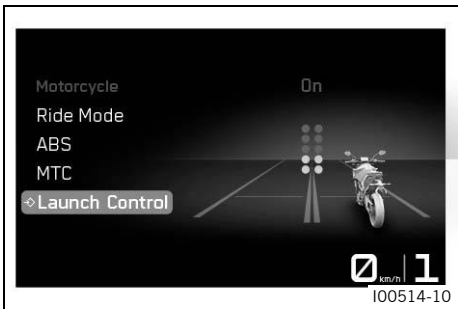 Motorcycle On
Ride Mode
ABS
MTC
Launch Control
0 km/h 1
I00514-10